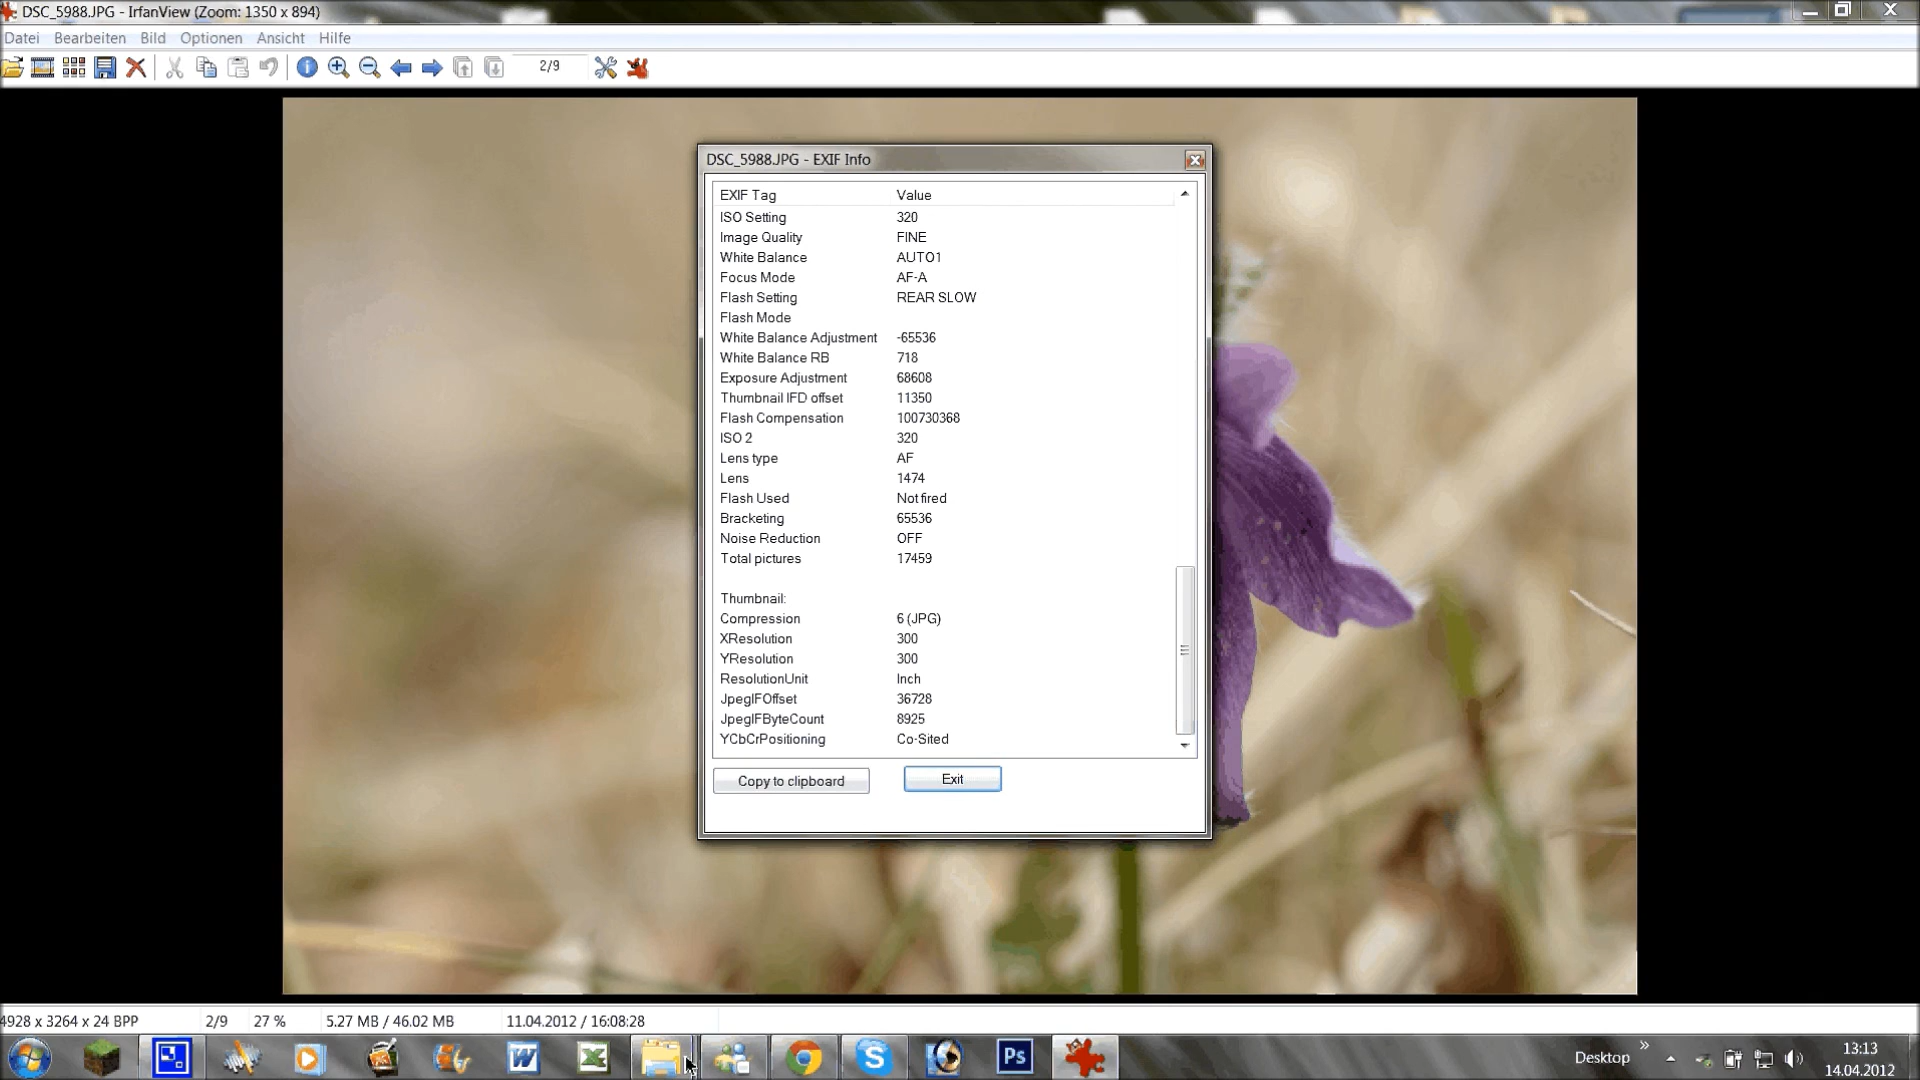 DSC_5988.JPG - IrfanView (Zoom: 1350 x 894)
Datei Bearbeiten Bild Optionen Ansicht Hilfe
2/9
DSC_5988.JPG - EXIF Info
EXIF Tag Value
ISO Setting 320
Image Quality FINE
White Balance AUTO1
Focus Mode AF-A
Flash Setting REAR SLOW
Flash Mode
White Balance Adjustment -65536
White Balance RB 718
Exposure Adjustment 68608
Thumbnail IFD offset 11350
Flash Compensation 100730368
ISO 2 320
Lens type AF
Lens 1474
Flash Used Not fired
Bracketing 65536
Noise Reduction OFF
Total pictures 17459
Thumbnail:
Compression 6 (JPG)
XResolution 300
YResolution 300
ResolutionUnit Inch
JpegIFOffset 36728
JpegIFByteCount 8925
YCbCrPositioning Co-Sited
Copy to clipboard Exit
4928 x 3264 x 24 BPP 2/9 27 % 5.27 MB / 46.02 MB 11.04.2012 / 16:08:28
Desktop » 13:13
14.04.2012
W X S Ps